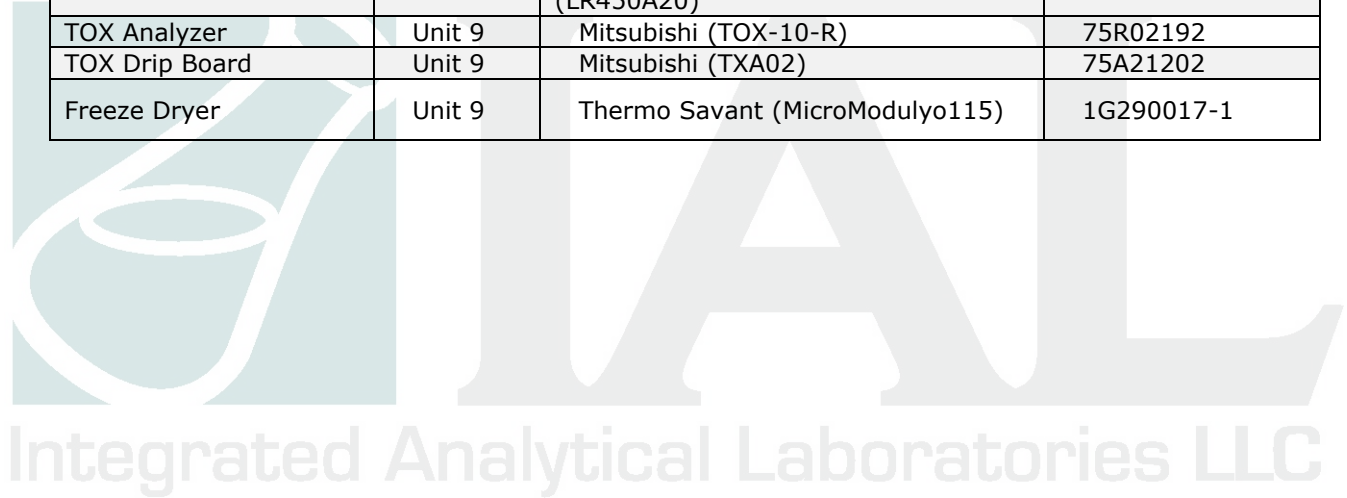 TOX Analyzer Unit 9 Mitsubishi (TOX-10-R) 75R02192
TOX Drip Board Unit 9 Mitsubishi (TXA02) 75A21202
Freeze Dryer Unit 9 Thermo Savant (MicroModulyo115) 1G290017-1
IAL
Integrated Analytical Laboratories LLC